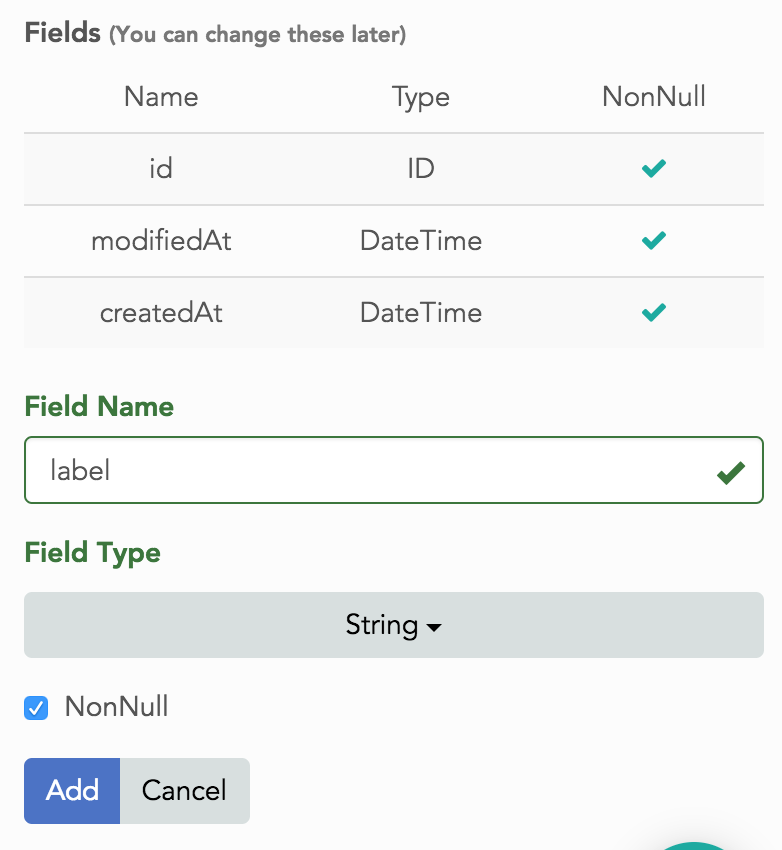 Fields (You can change these later)
Name Type NonNull
id ID
modifiedAt DateTime
createdAt DateTime
Field Name
label
Field Type
String
NonNull
Add Cancel